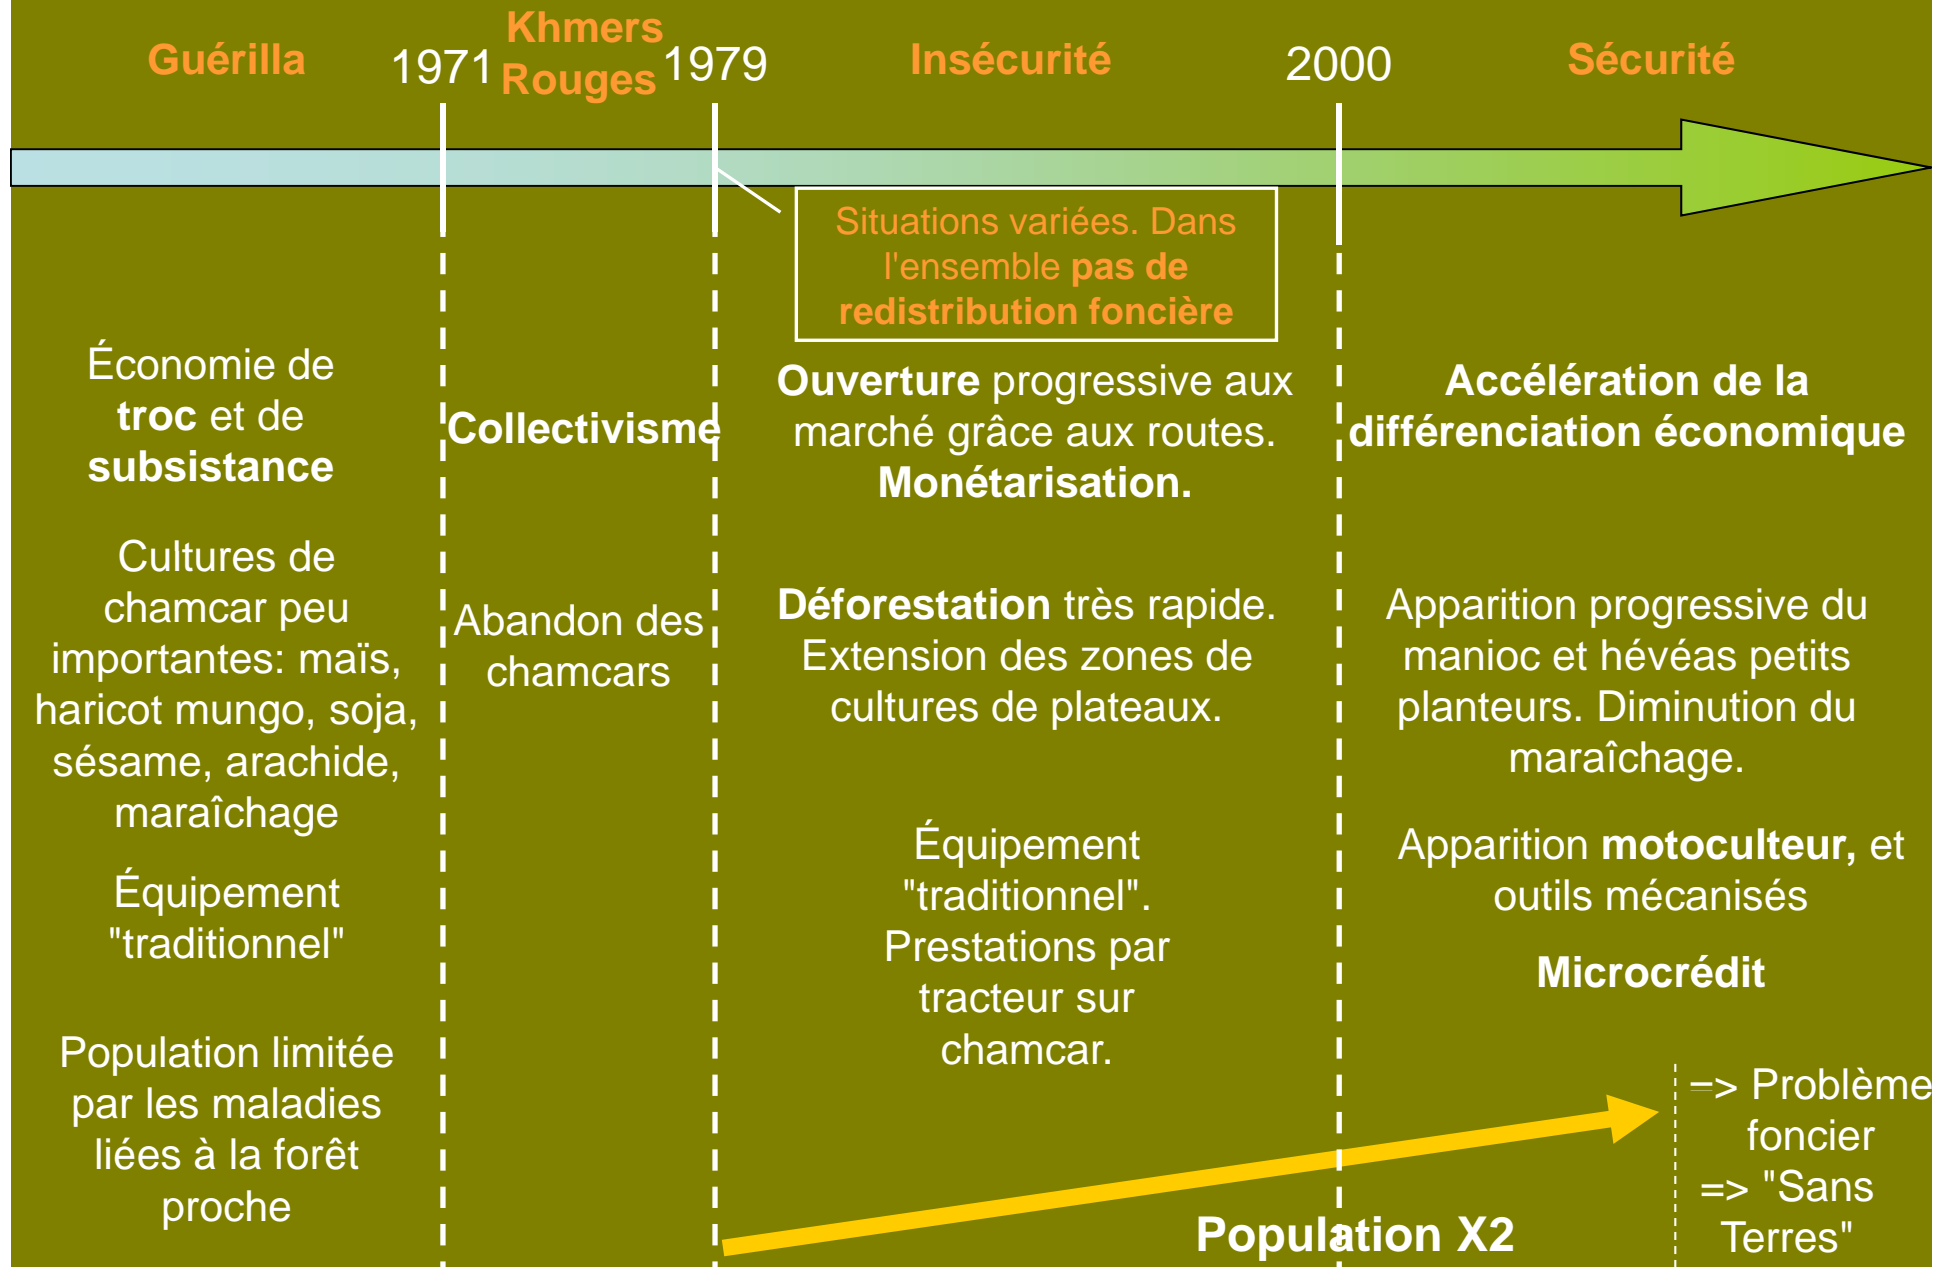 Guérilla
1971
Khmers
Rouges
1979
Insécurité
2000
Sécurité
Situations variées. Dans
l'ensemble pas de
redistribution foncière
Économie de
troc et de
subsistance
Cultures de
chamcar peu
importantes: maïs,
haricot mungo, soja,
sésame, arachide,
maraîchage
Équipement
"traditionnel"
Population limitée
par les maladies
liées à la forêt
proche
Collectivisme
Abandon des
chamcars
Ouverture progressive aux
marché grâce aux routes.
Monétarisation.
Déforestation très rapide.
Extension des zones de
cultures de plateaux.
Équipement
"traditionnel".
Prestations par
tracteur sur
chamcar.
Accélération de la
différenciation économique
Apparition progressive du
manioc et hévéas petits
planteurs. Diminution du
maraîchage.
Apparition motoculteur, et
outils mécanisés
Microcrédit
Population X2
=> Problème
foncier
=> "Sans
Terres"